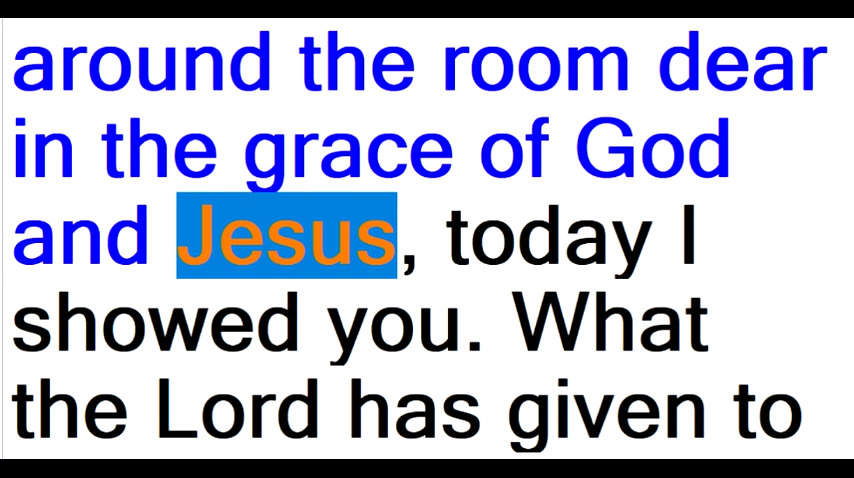 around the room dear
in the grace of God
and Jesus, today I
showed you. What
the Lord has given to